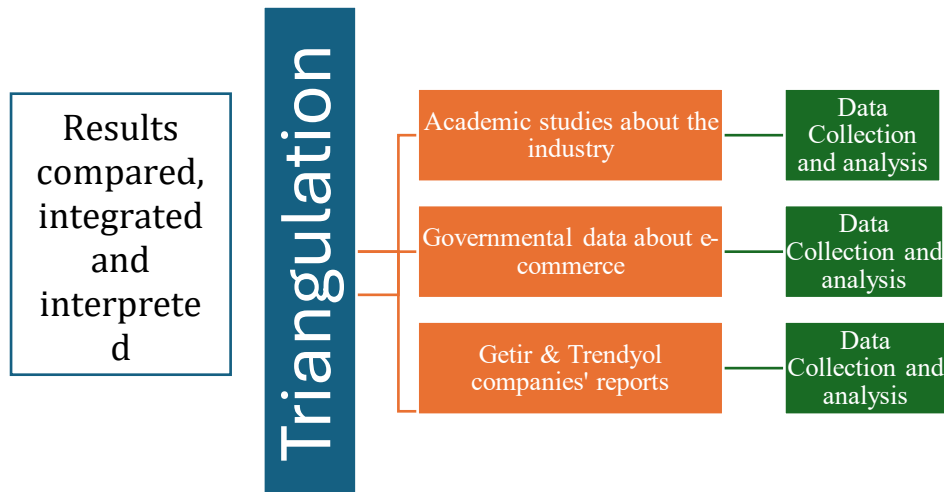 Results
compared,
integrated
and
interprete
d
Triangulation
Academic studies about the
industry
Data
Collection
and analysis
Governmental data about e-
commerce
Data
Collection and
analysis
Getir & Trendyol
companies' reports
Data
Collection and
analysis